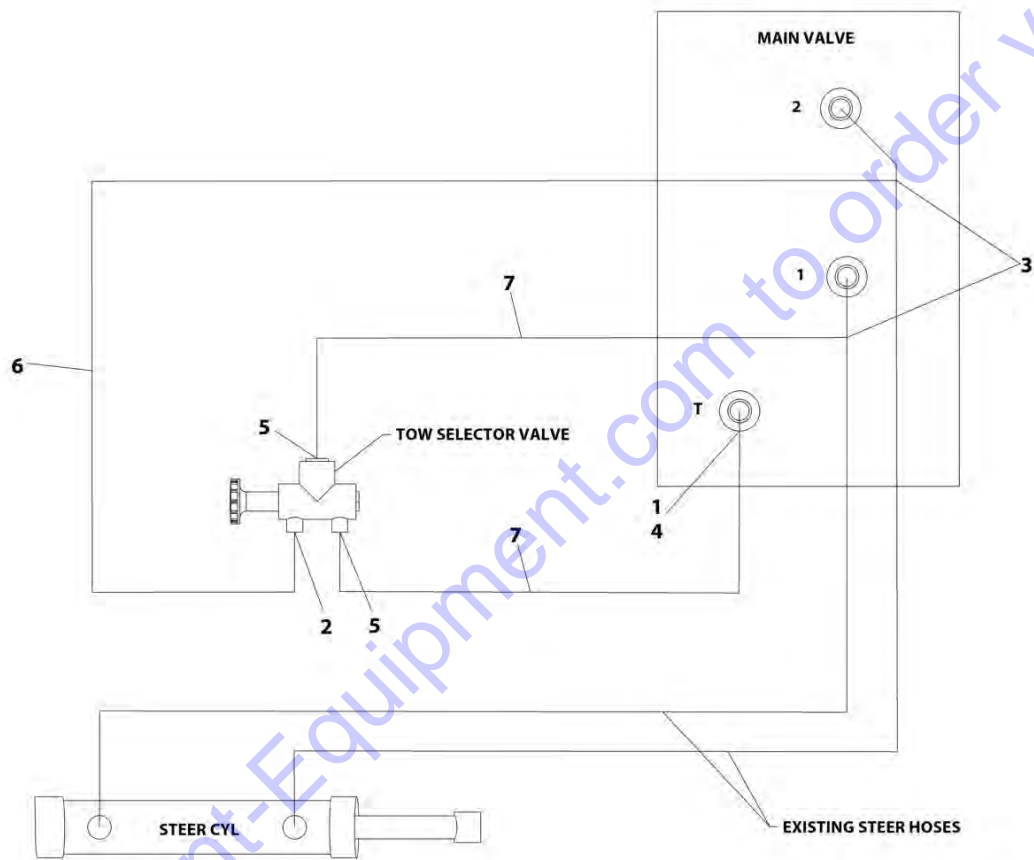 MAIN VALVE
2
3
1
7
6
T
5
TOW SELECTOR VALVE
1
4
7
2
5
STEER CYL
EXISTING STEER HOSES
nt-Equipment.com to order